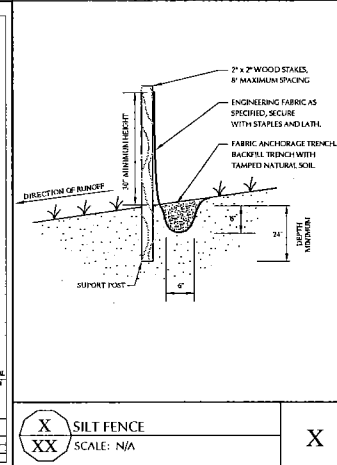 2" x 2" WOOD STAKES,
8' MAXIMUM SPACING
ENGINEERING FABRIC AS
SPECIFIED, SECURE
WITH STAPLES AND LATH.
FABRIC ANCHORAGE TRENCH.
BACKFILL TRENCH WITH
TAMPED NATURAL SOIL.
30" MINIMUM HEIGHT
DIRECTION OF RUNOFF
6"
24"
DEPTH
MINIMUM
SUPORT POST
6"
X
XX
SILT FENCE
SCALE: N/A
X